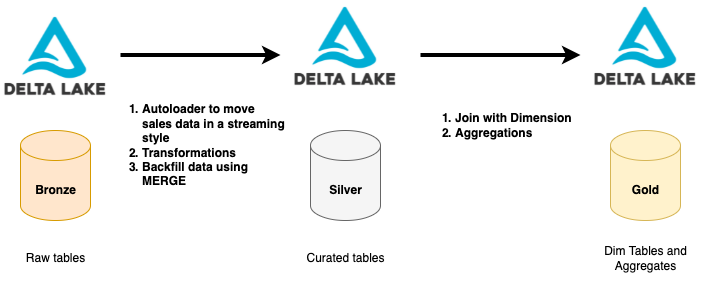 DELTA LAKE
DELTA LAKE
DELTA LAKE
1. Autoloader to move
sales data in a streaming
style
2. Transformations
3. Backfill data using
MERGE
1. Join with Dimension
2. Aggregations
Bronze
Silver
Gold
Raw tables
Curated tables
Dim Tables and
Aggregates